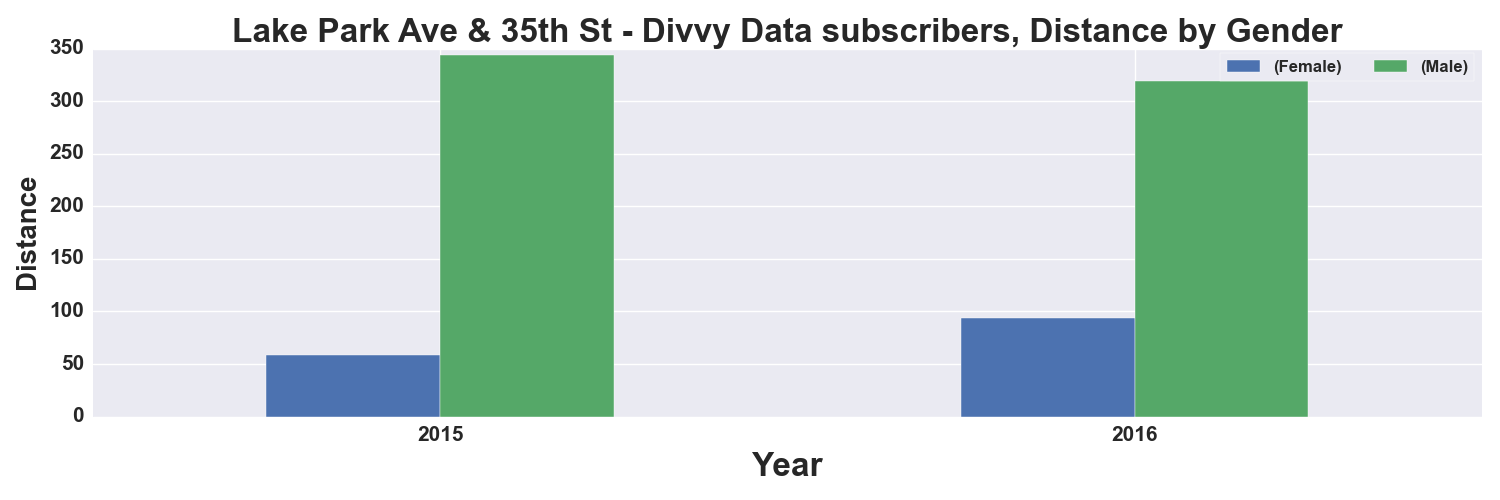 Lake Park Ave & 35th St - Divvy Data subscribers, Distance by Gender
(Female) (Male)
Distance
350
300
250
200
150
100
50
0
2015 2016
Year